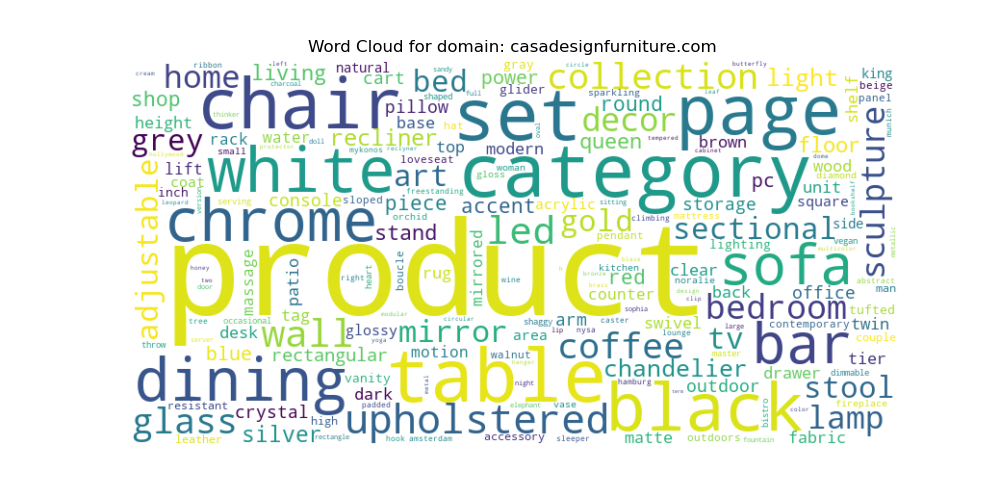 Word Cloud for domain: casadesignfurniture.com
product
category
table
black
white
chair
set
page
chrome
dining
bar
sofa
upholstered
collection
coffee
wall
led
glass
home
bed
bedroom
sculpture
decor
gold
mirror
lamp
stool
tv
art
grey
light
living
recliner
sectional
chandelier
adjustable
silver
shop
height
cart
pillow
natural
power
glider
round
queen
brown
floor
shelf
king
beige
panel
rack
water
base
hat
top
modern
lift
coat
inch
small
console
sloped
piece
accent
acrylic
storage
pc
unit
square
wood
diamond
side
stand
orchid
freestanding
loveseat
mykonos
woman
gloss
sitting
climbing
mattress
pendant
lighting
vegan
man
abstract
office
back
clear
red
noralie
kitchen
counter
swivel
large
contemporary
twin
tufted
couple
tier
drawer
dimmable
outdoor
outdoors
fireplace
fabric
matte
bistro
color
fountain
vase
accessory
sleeper
elephant
night
hamburg
walnut
motion
area
arm
caster
lounge
nysa
sophia
shaggy
lip
glossy
rectangular
vanity
dark
padded
metal
high
crystal
resistant
leather
rectangle
hook
amsterdam
blue
desk
tag
throw
tree
occasional
door
two
honey
massage
patio
rug
right
heart
boucle
mirrored
wine
modular
circular
yoga
serving
leopard
version
doll
thinker
ribbon
cream
charcoal
left
shaped
full
sandy
gray
circle
sparkling
leaf
butterfly
oval
tempered
cabinet
dome
munich
bookshelf
metallic
multicolor
bronze
brass
design
clip
master